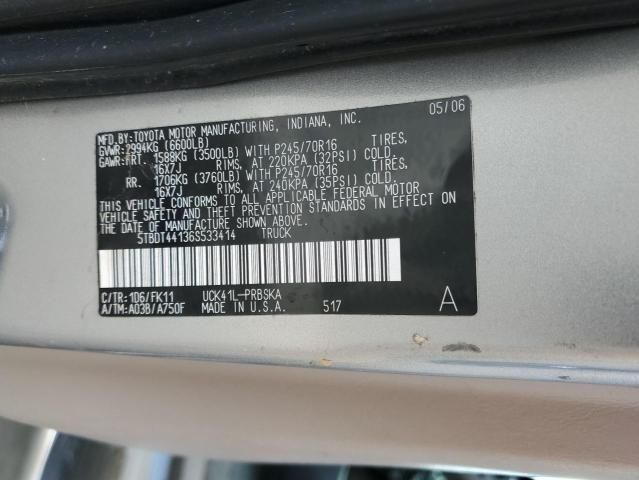 MFD.BY:TOYOTA MOTOR MANUFACTURING, INDIANA, INC. 05/06
GVWR:2994KG (6600LB)
GAWR:FRT. 1588KG (3500LB) WITH P245/70R16 TIRES,
16X7J RIMS, AT 220KPA (32PSI) COLD
RR. 1706KG (3760LB) WITH P245/70R16 TIRES,
16X7J RIMS, AT 240KPA (35PSI) COLD.
THIS VEHICLE CONFORMS TO ALL APPLICABLE FEDERAL MOTOR
VEHICLE SAFETY AND THEFT PREVENTION STANDARDS IN EFFECT ON
THE DATE OF MANUFACTURE SHOWN ABOVE.
5TBDT44136S533414 TRUCK
C/TR:1D6/FK11 UCK41L-PRBSKA
A/TM:A03B/A750F MADE IN U.S.A. 517 A